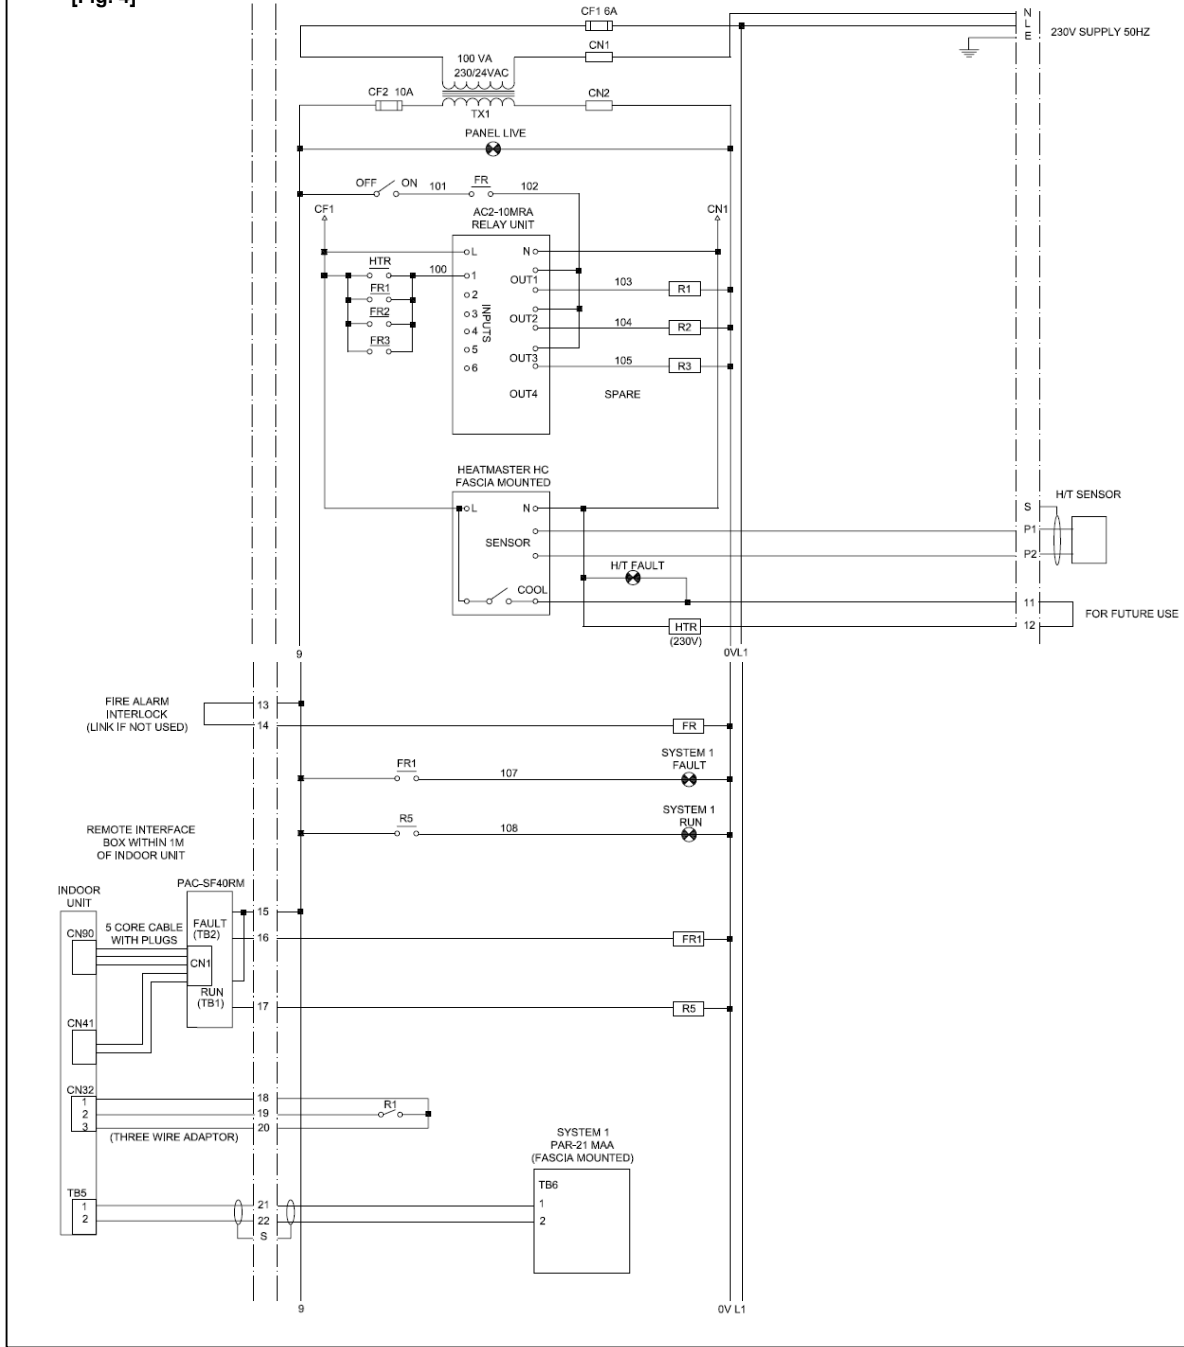 [Fig. 4]
CF1 6A
N
L
E
230V SUPPLY 50HZ
CN1
100 VA
230/24VAC
CF2 10A
CN2
TX1
PANEL LIVE
OFF
ON
101
FR
102
CF1
AC2-10MRA
RELAY UNIT
CN1
L
N
HTR
100
1
OUT1
103
R1
FR1
2
INPUTS
FR2
3
OUT2
104
R2
4
FR3
5
OUT3
105
R3
6
OUT4
SPARE
HEATMASTER HC
FASCIA MOUNTED
H/T SENSOR
L
N
S
P1
SENSOR
P2
H/T FAULT
COOL
11
FOR FUTURE USE
HTR
12
(230V)
9
0VL1
FIRE ALARM
INTERLOCK
(LINK IF NOT USED)
13
14
FR
SYSTEM 1
FAULT
FR1
107
SYSTEM 1
RUN
R5
108
REMOTE INTERFACE
BOX WITHIN 1M
OF INDOOR UNIT
PAC-SF40RM
INDOOR
UNIT
15
FAULT
(TB2)
5 CORE CABLE
WITH PLUGS
CN90
16
FR1
CN1
RUN
(TB1)
17
R5
CN41
CN32
1
2
3
18
19
20
R1
(THREE WIRE ADAPTOR)
SYSTEM 1
PAR-21 MAA
(FASCIA MOUNTED)
TB5
1
2
21
22
S
TB6
1
2
9
0V L1